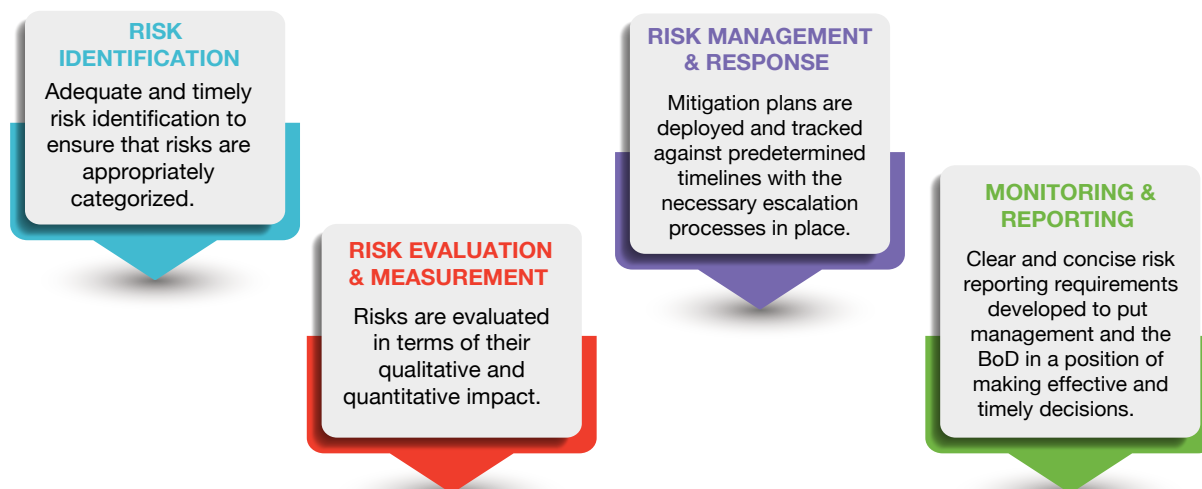 RISK
IDENTIFICATION
Adequate and timely
risk identification to
ensure that risks are
appropriately
categorized.
RISK EVALUATION
& MEASUREMENT
Risks are evaluated
in terms of their
qualitative and
quantitative impact.
RISK MANAGEMENT
& RESPONSE
Mitigation plans are
deployed and tracked
against predetermined
timelines with the
necessary escalation
processes in place.
MONITORING &
REPORTING
Clear and concise risk
reporting requirements
developed to put
management and the
BoD in a position of
making effective and
timely decisions.